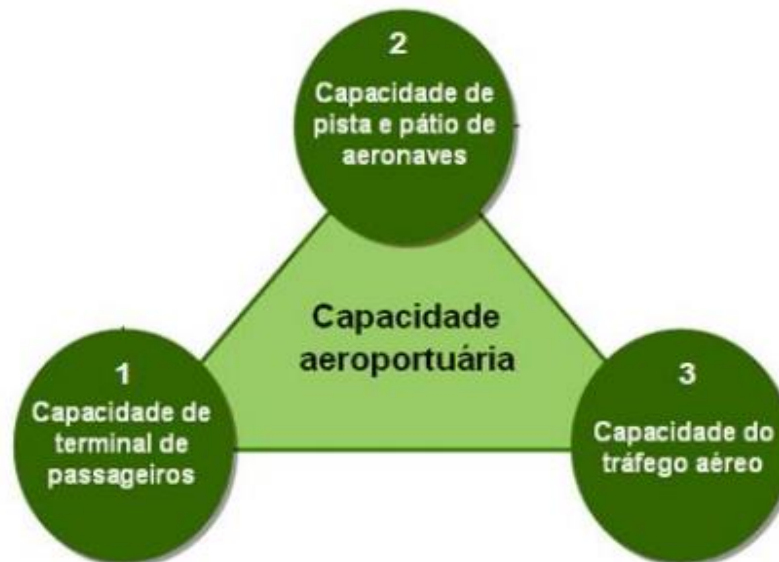 2
Capacidade de
pista e pátio de
aeronaves
Capacidade
aeroportuária
1
Capacidade de
terminal de
passageiros
3
Capacidade do
tráfego aéreo